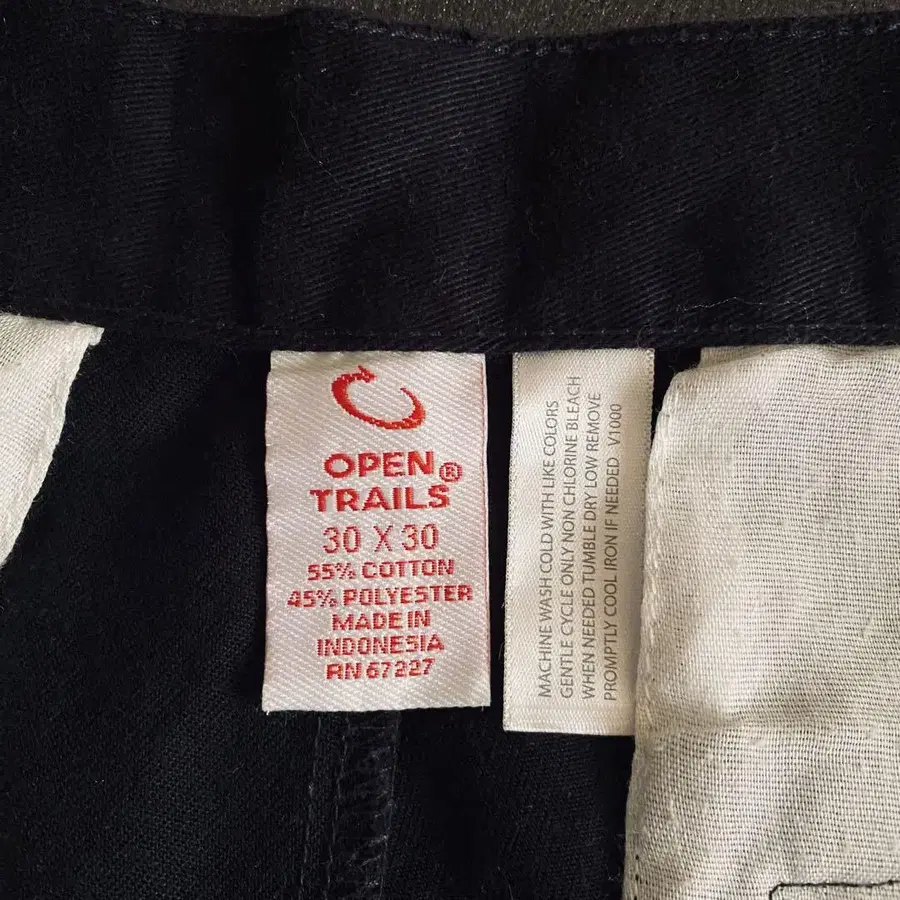 OPEN ®
TRAILS
30 X 30
55% COTTON
45% POLYESTER
MADE IN
INDONESIA
RN 67227
MACHINE WASH COLD WITH LIKE COLORS
GENTLE CYCLE ONLY NON CHLORINE BLEACH
WHEN NEEDED TUMBLE DRY LOW REMOVE
PROMPTLY COOL IRON IF NEEDED V1000